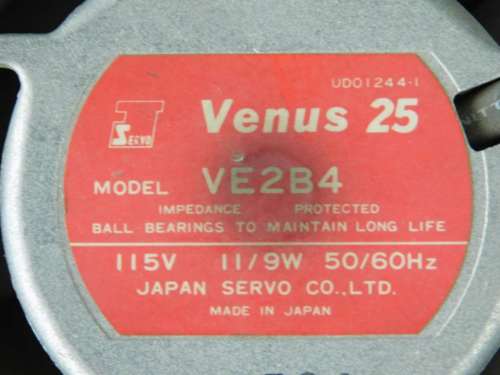 UD01244-1
J SERVO
Venus 25
MODEL VE2B4
IMPEDANCE PROTECTED
BALL BEARINGS TO MAINTAIN LONG LIFE
115V 11/9W 50/60Hz
JAPAN SERVO CO.,LTD.
MADE IN JAPAN